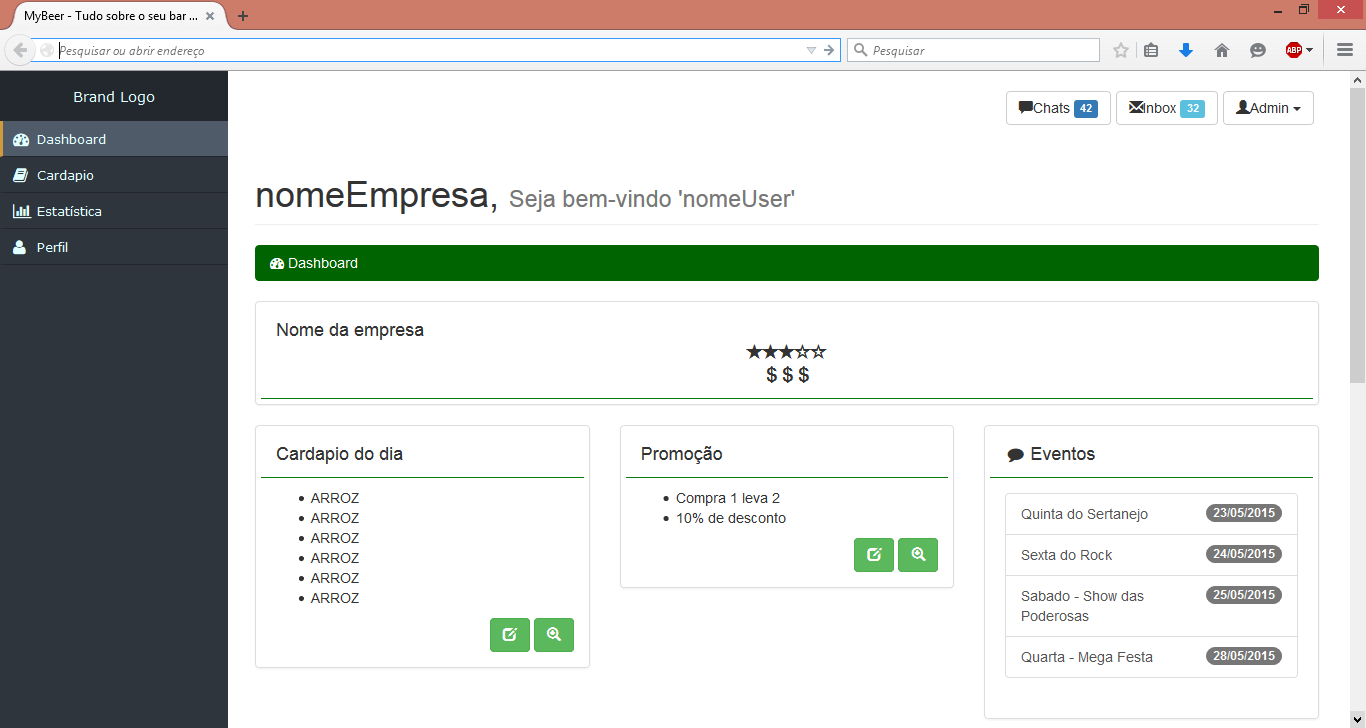 MyBeer - Tudo sobre o seu bar ...
Pesquisar ou abrir endereço
Pesquisar
ABP
Brand Logo
Dashboard
Cardapio
Estatística
Perfil
Chats 42
Inbox 32
Admin
nomeEmpresa, Seja bem-vindo 'nomeUser'
Dashboard
Nome da empresa
★★★☆☆
$ $ $
Cardapio do dia
• ARROZ
• ARROZ
• ARROZ
• ARROZ
• ARROZ
• ARROZ
Promoção
• Compra 1 leva 2
• 10% de desconto
Eventos
Quinta do Sertanejo 23/05/2015
Sexta do Rock 24/05/2015
Sabado - Show das 25/05/2015
Poderosas
Quarta - Mega Festa 28/05/2015